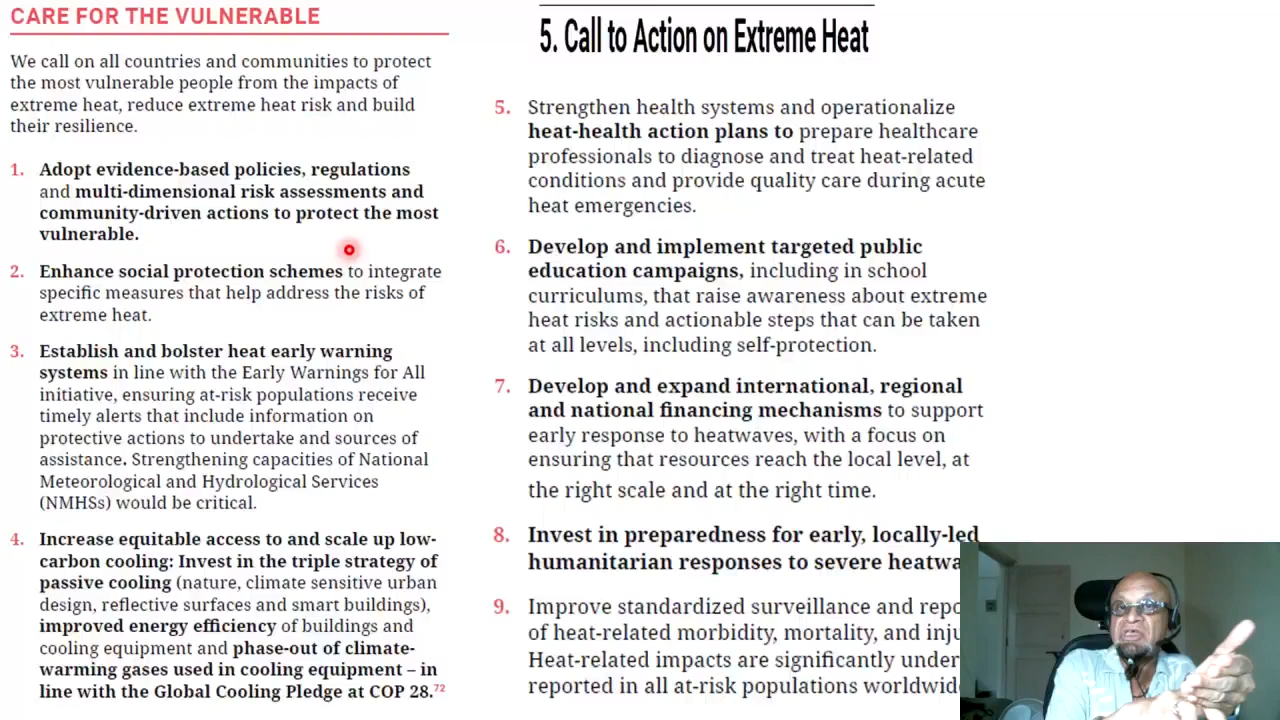 CARE FOR THE VULNERABLE
We call on all countries and communities to protect
the most vulnerable people from the impacts of
extreme heat, reduce extreme heat risk and build
their resilience.
1. Adopt evidence-based policies, regulations
and multi-dimensional risk assessments and
community-driven actions to protect the most
vulnerable.
2. Enhance social protection schemes to integrate
specific measures that help address the risks of
extreme heat.
3. Establish and bolster heat early warning
systems in line with the Early Warnings for All
initiative, ensuring at-risk populations receive
timely alerts that include information on
protective actions to undertake and sources of
assistance. Strengthening capacities of National
Meteorological and Hydrological Services
(NMHSs) would be critical.
4. Increase equitable access to and scale up low-
carbon cooling: Invest in the triple strategy of
passive cooling (nature, climate sensitive urban
design, reflective surfaces and smart buildings),
improved energy efficiency of buildings and
cooling equipment and phase-out of climate-
warming gases used in cooling equipment – in
line with the Global Cooling Pledge at COP 28.72
5. Call to Action on Extreme Heat
5. Strengthen health systems and operationalize
heat-health action plans to prepare healthcare
professionals to diagnose and treat heat-related
conditions and provide quality care during acute
heat emergencies.
6. Develop and implement targeted public
education campaigns, including in school
curriculums, that raise awareness about extreme
heat risks and actionable steps that can be taken
at all levels, including self-protection.
7. Develop and expand international, regional
and national financing mechanisms to support
early response to heatwaves, with a focus on
ensuring that resources reach the local level, at
the right scale and at the right time.
8. Invest in preparedness for early, locally-led
humanitarian responses to severe
9. Improve standardized surveillance and
of heat-related morbidity, mortality, and
Heat-related impacts are significantly under
reported in all at-risk populations